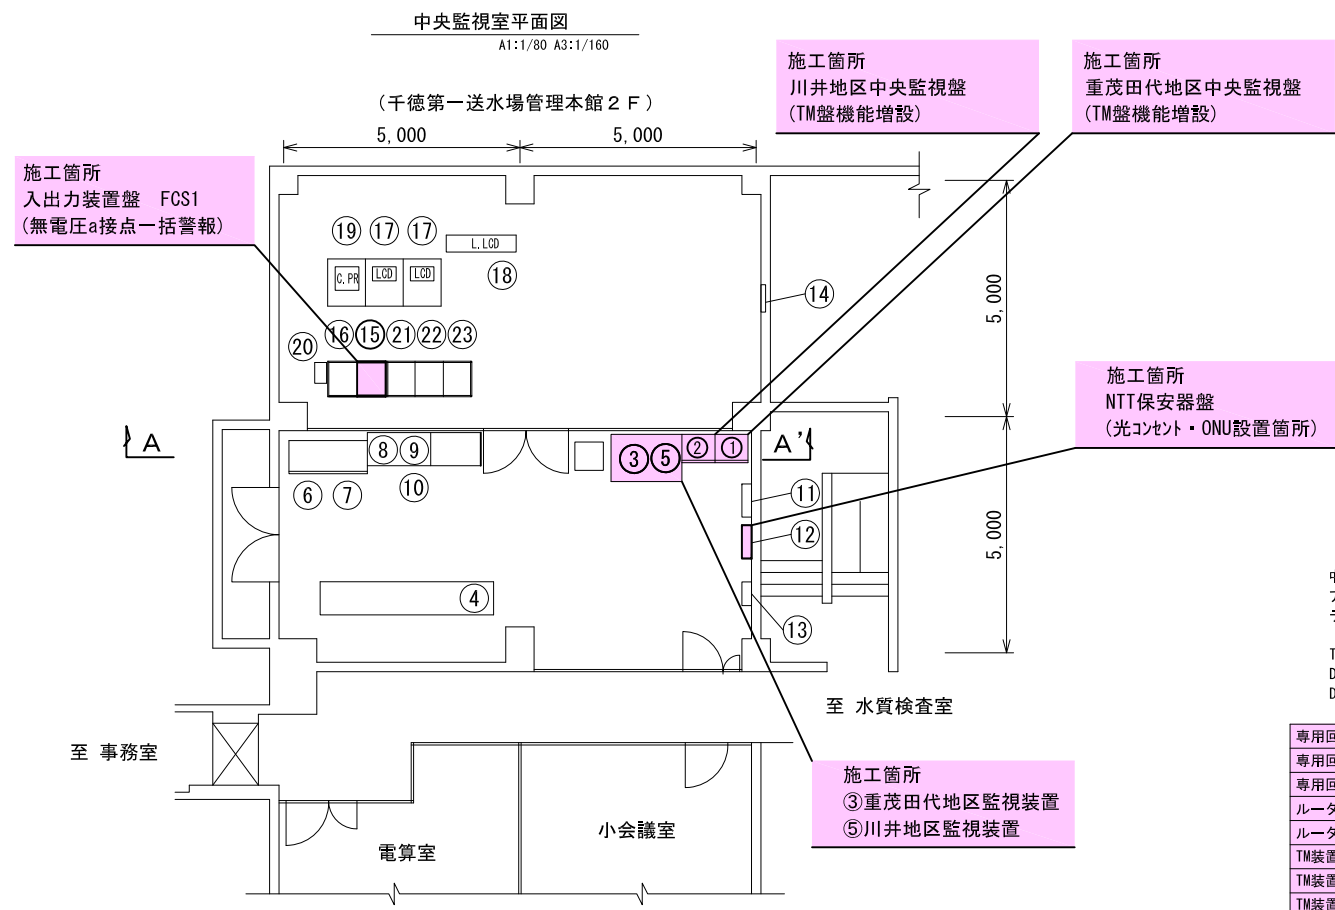 中央監視室平面図
A1:1/80 A3:1/160
(千徳第一送水場管理本館2F)
5,000
5,000
施工箇所
川井地区中央監視盤
(TM盤機能増設)
施工箇所
重茂田代地区中央監視盤
(TM盤機能増設)
施工箇所
入出力装置盤 FCS1
(無電圧a接点一括警報)
⑲ ⑰ ⑰
L.LCD
C.PR LCD LCD
⑱
⑭
5,000
⑳ ⑯ ⑮ ㉑ ㉒ ㉓
施工箇所
NTT保安器盤
(光コンセント・ONU設置箇所)
A
A'
⑧ ⑨ ③ ⑤ ② ①
⑥ ⑦ ⑩
⑪
⑫
5,000
④
⑬
至 水質検査室
至 事務室
施工箇所
③重茂田代地区監視装置
⑤川井地区監視装置
小会議室
電算室
専用回
専用回
専用回
ルータ
ルータ
TM装置
TM装置
TM装置